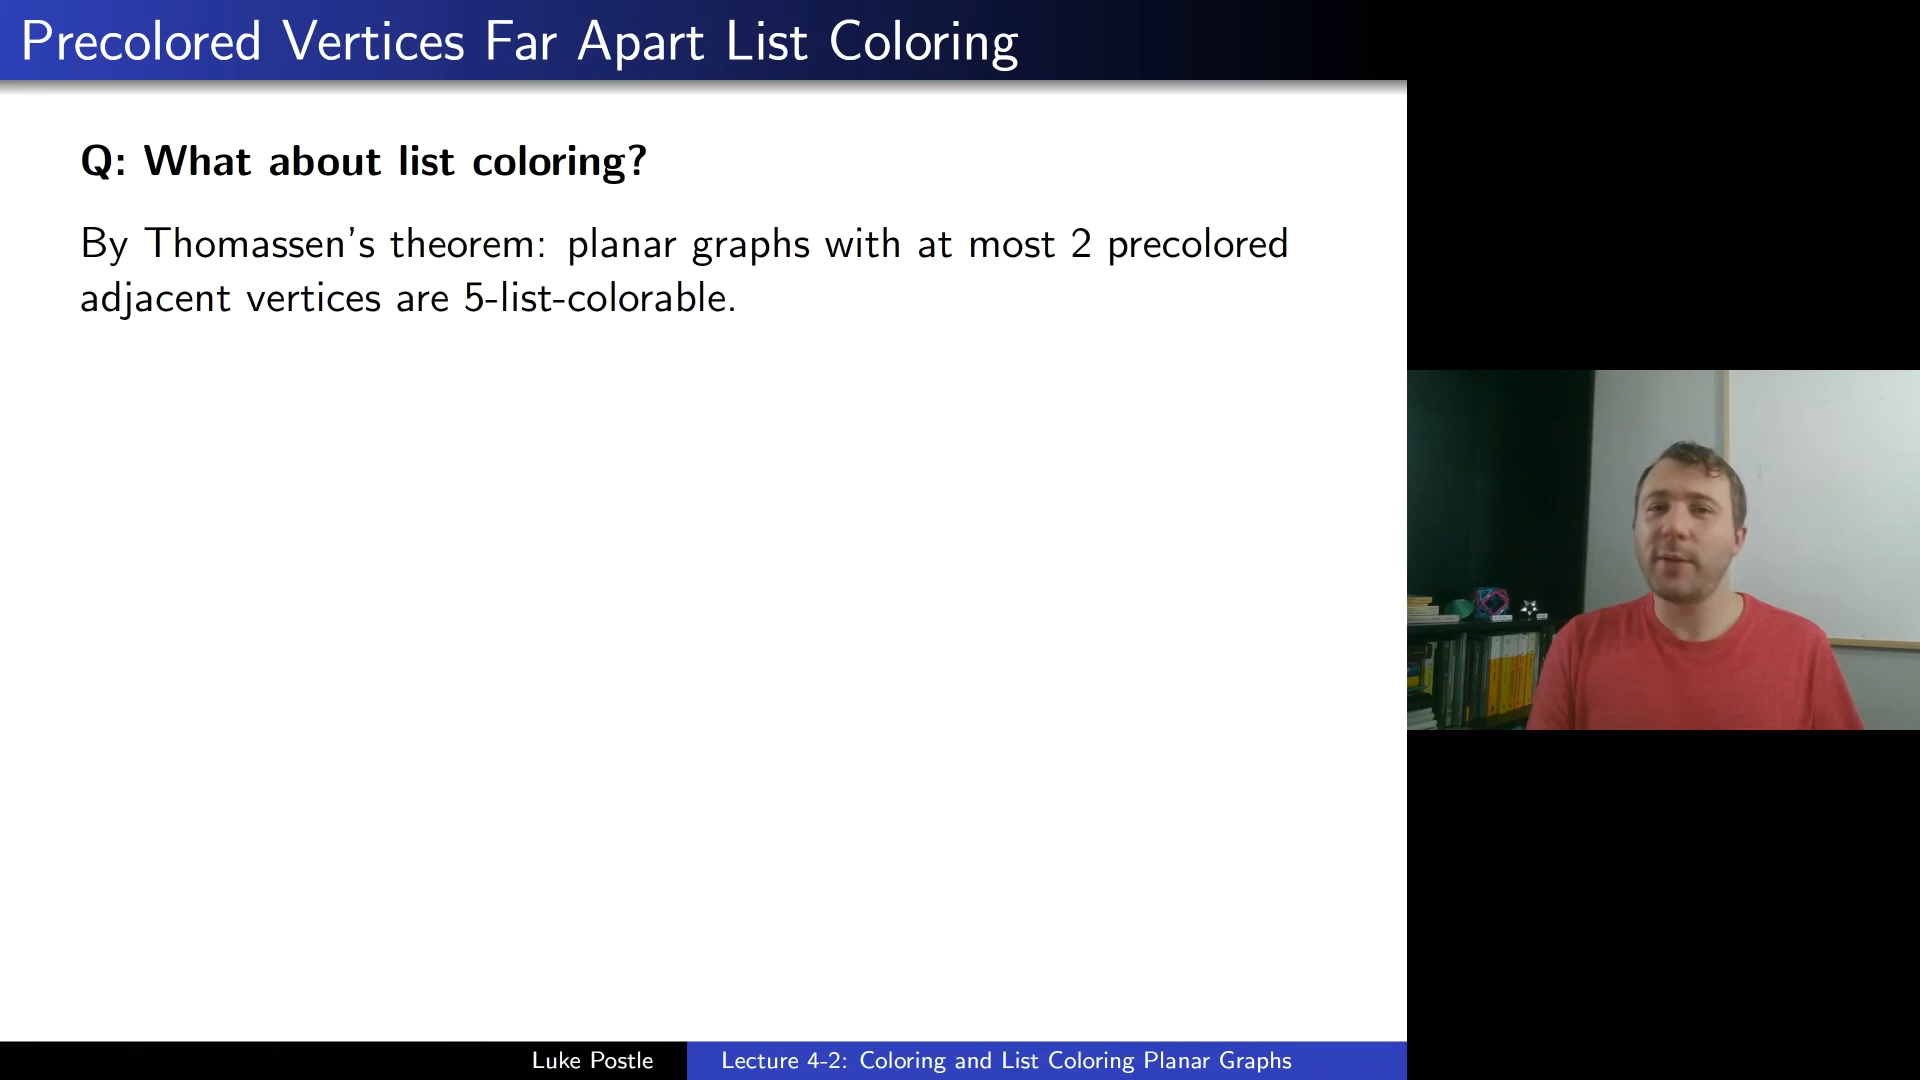 Precolored Vertices Far Apart List Coloring
Q: What about list coloring?
By Thomassen's theorem: planar graphs with at most 2 precolored
adjacent vertices are 5-list-colorable.
Luke Postle
Lecture 4-2: Coloring and List Coloring Planar Graphs